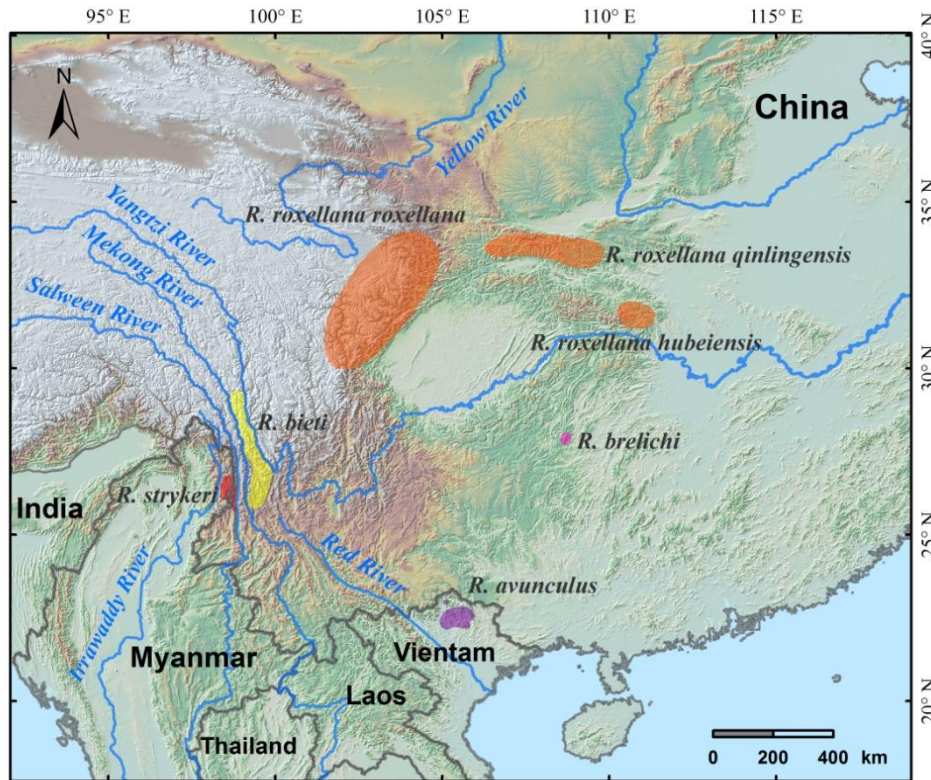 95° E
100° E
105° E
110° E
115° E
40° N
N
China
Yellow River
35° N
Yangtzi River
R. roxellana roxellana
Mekong River
R. roxellana qinlingensis
Salween River
R. roxellana hubeiensis
30° N
R. bieti
R. brelichi
R. strykeri
India
25° N
Red River
Irrawaddy River
R. avunculus
Myanmar
Vientam
Laos
20° N
Thailand
0 200 400 km